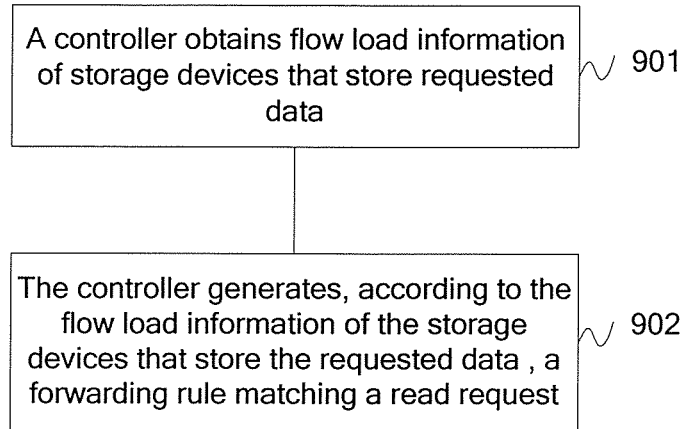 A controller obtains flow load information
of storage devices that store requested
data
901
The controller generates, according to the
flow load information of the storage
devices that store the requested data , a
forwarding rule matching a read request
902